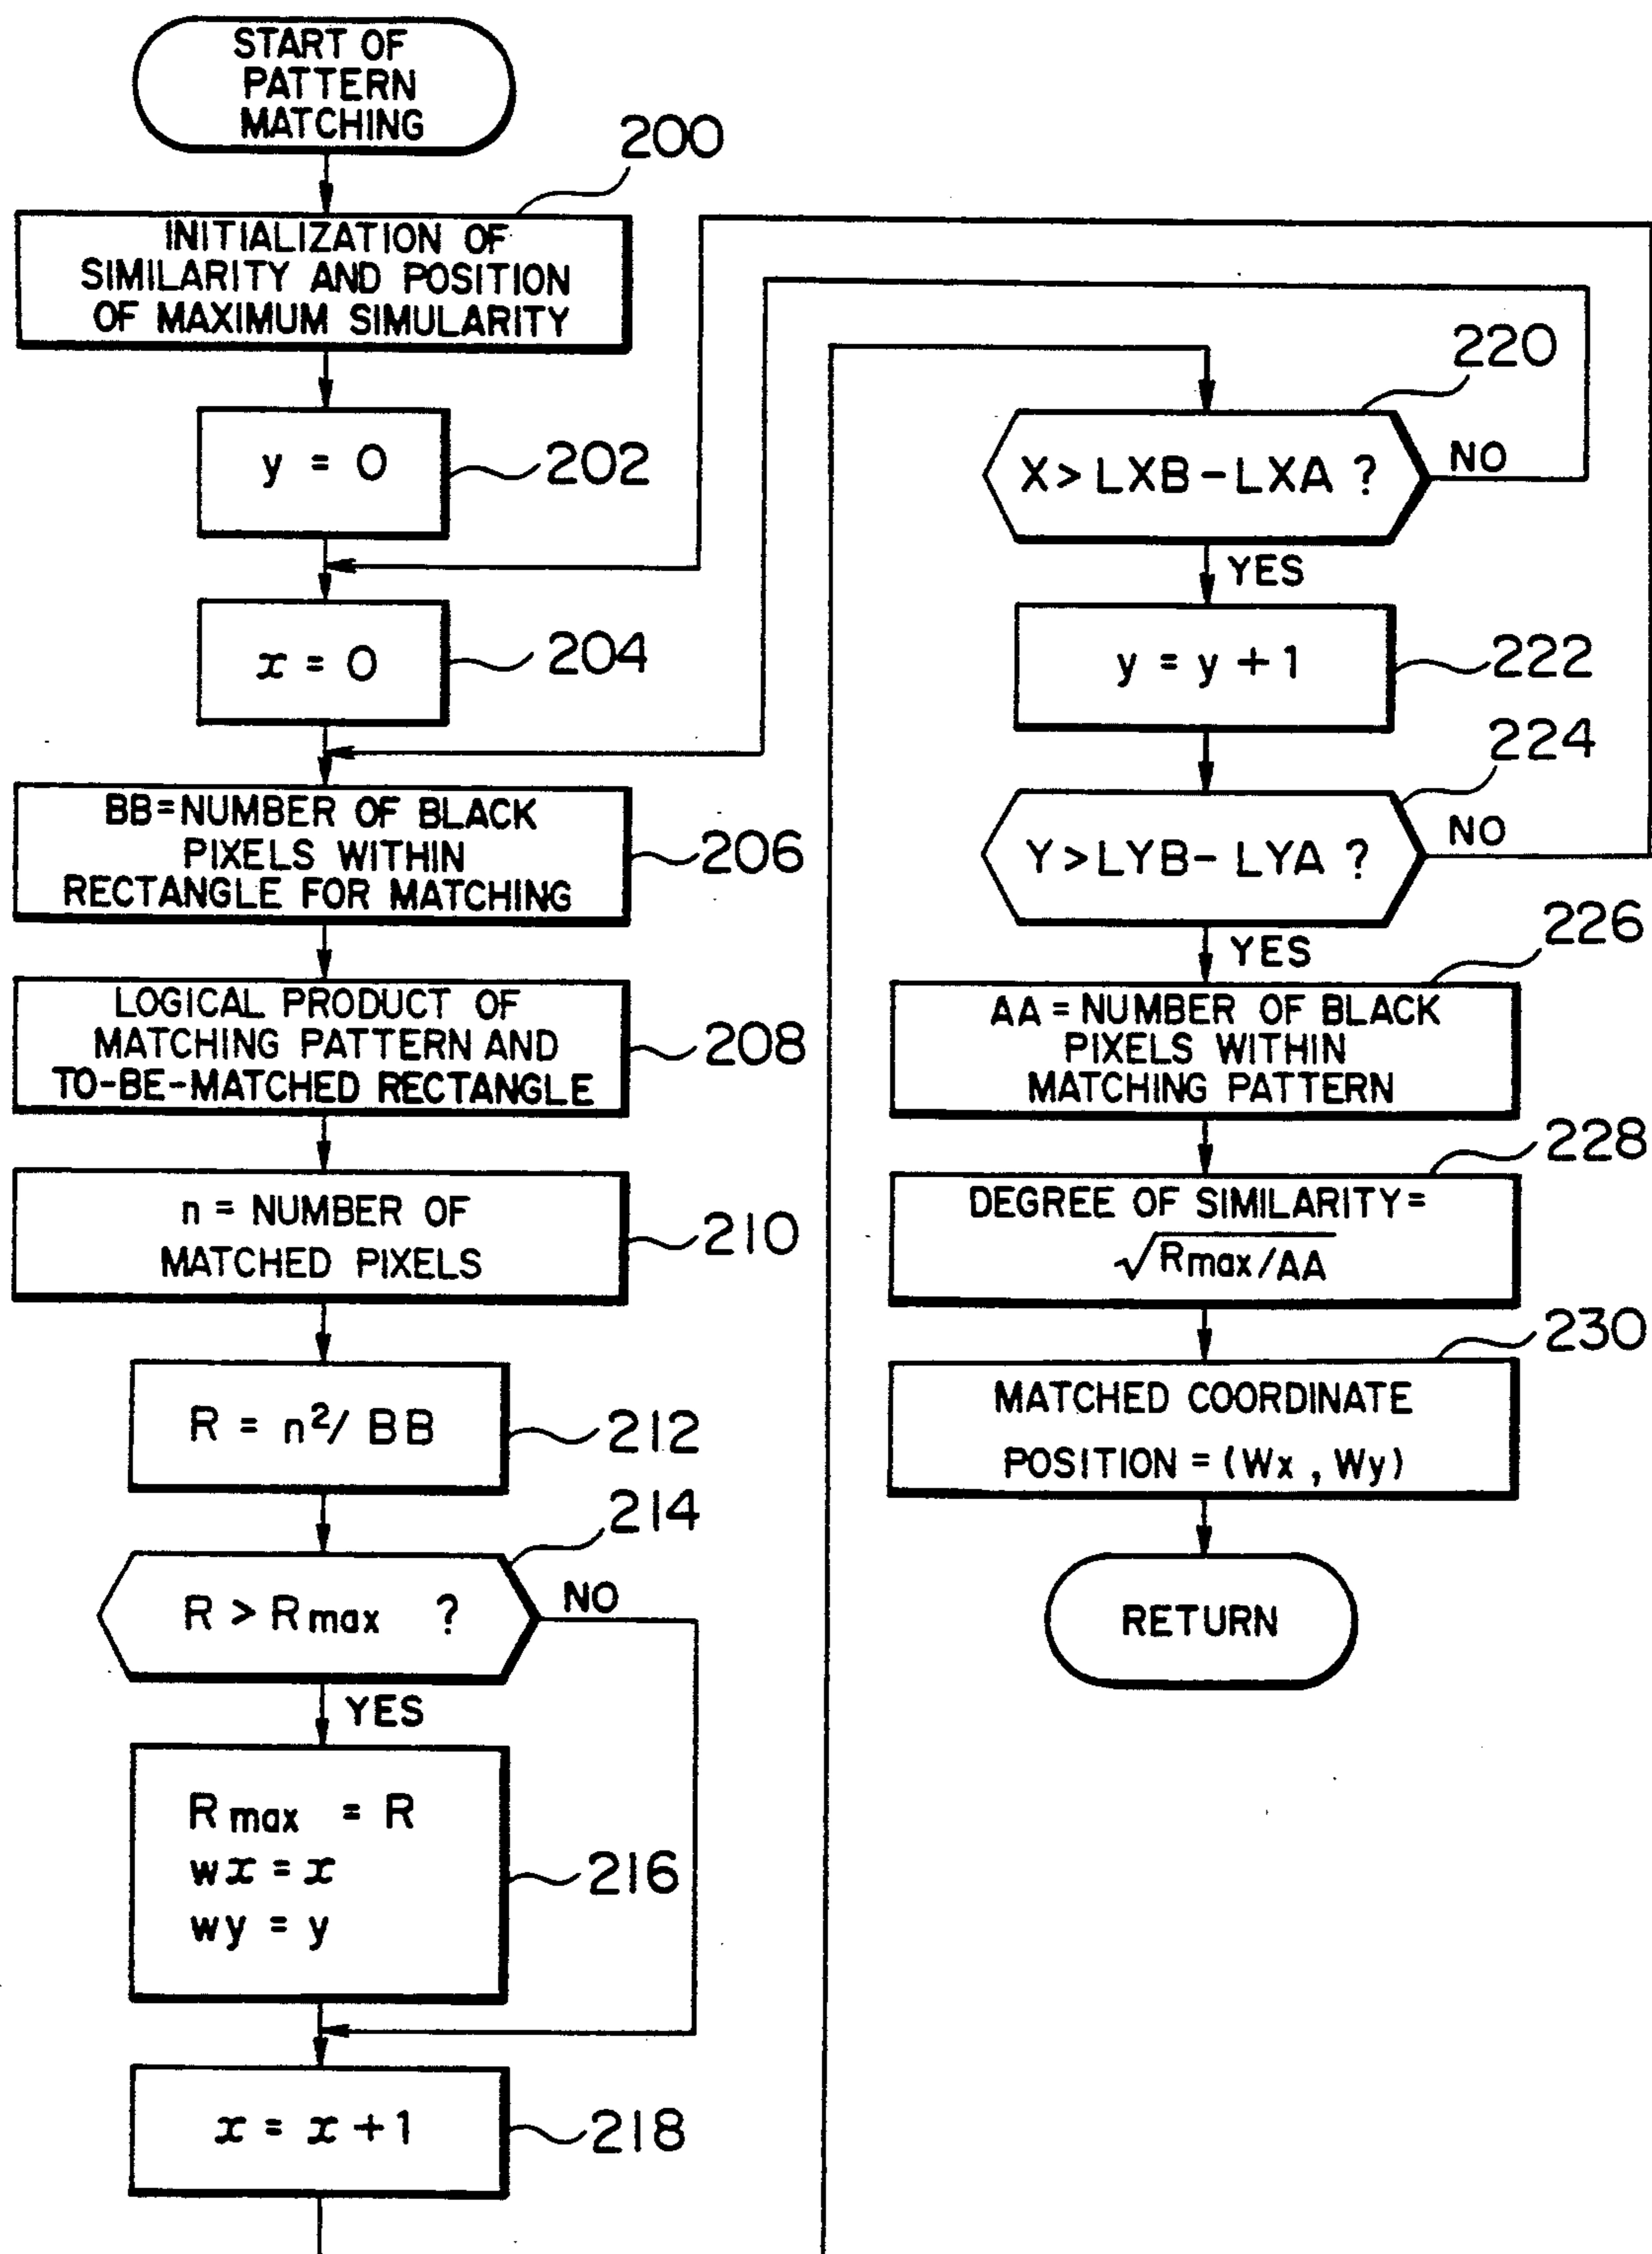 START OF
PATTERN
MATCHING
200
INITIALIZATION OF
SIMILARITY AND POSITION
OF MAXIMUM SIMULARITY
y = 0
202
x = 0
204
BB=NUMBER OF BLACK
PIXELS WITHIN
RECTANGLE FOR MATCHING
206
LOGICAL PRODUCT OF
MATCHING PATTERN AND
TO-BE-MATCHED RECTANGLE
208
n = NUMBER OF
MATCHED PIXELS
210
R = n²/ BB
212
214
R > Rmax ?
NO
YES
Rmax = R
wx = x
wy = y
216
x = x +1
218
220
X > LXB-LXA ?
NO
YES
y = y +1
222
224
Y > LYB- LYA ?
NO
YES
226
AA = NUMBER OF BLACK
PIXELS WITHIN
MATCHING PATTERN
228
DEGREE OF SIMILARITY=
√Rmax/AA
230
MATCHED COORDINATE
POSITION = (Wx , Wy)
RETURN